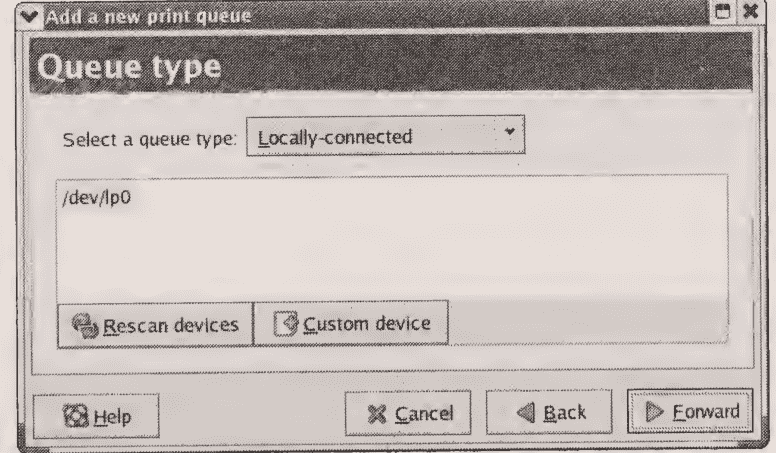 Add a new print queue
Queue type
Select a queue type: Locally-connected
/dev/lp0
Rescan devices Custom device
Help Cancel Back Forward